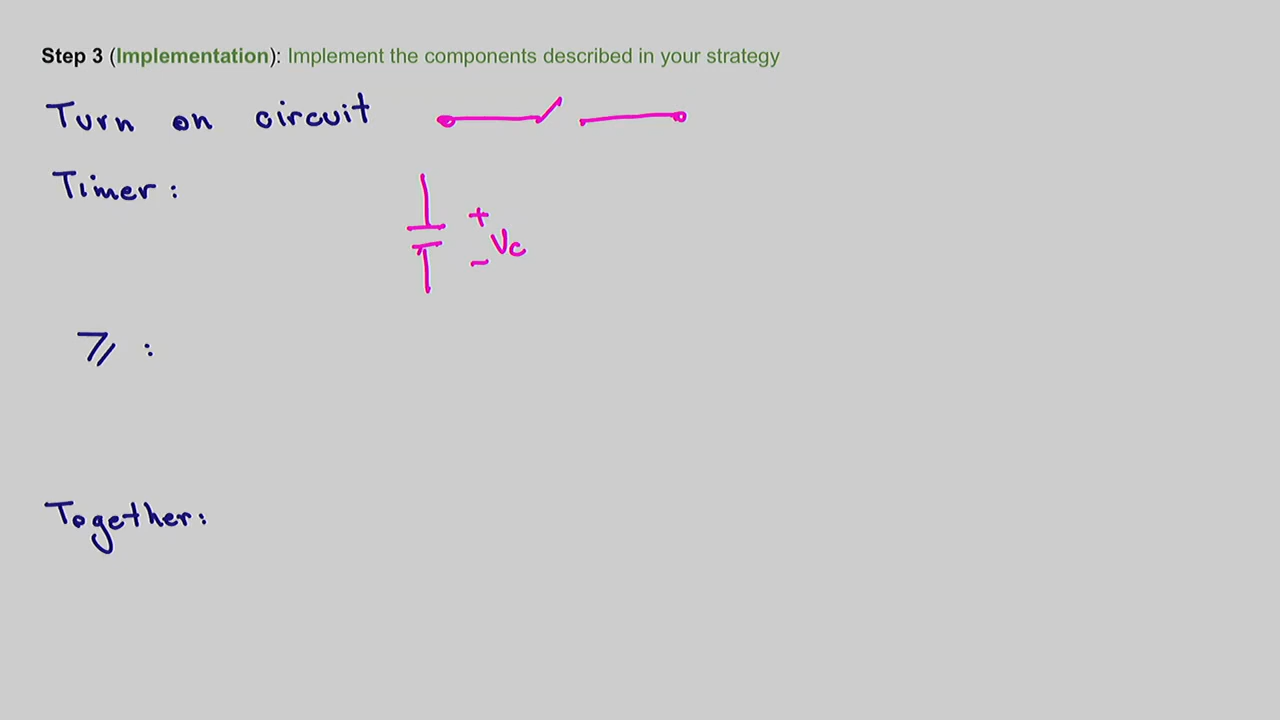 Step 3 (Implementation): Implement the components described in your strategy
Turn on circuit
Timer:
+
Vc
-
⩾ :
Together: